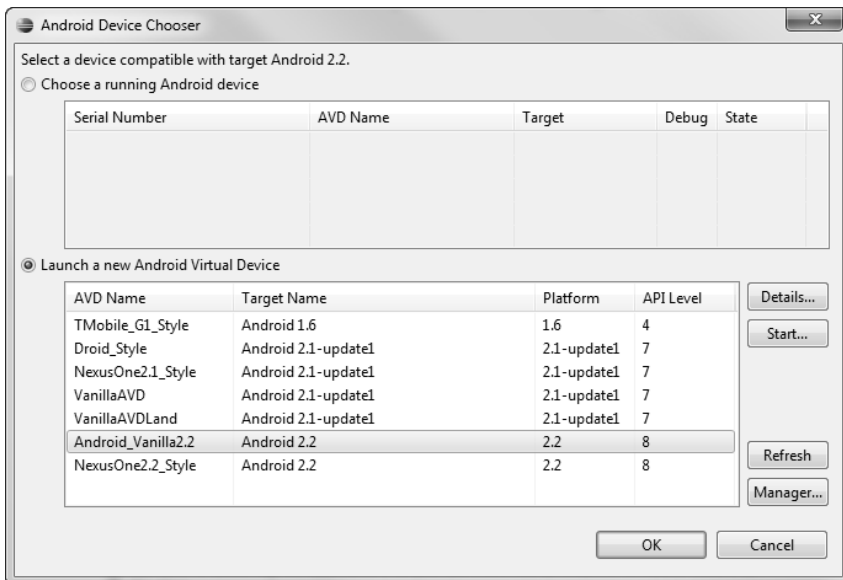 Android Device Chooser
Select a device compatible with target Android 2.2.
Choose a running Android device
Serial Number AVD Name Target Debug State
Launch a new Android Virtual Device
AVD Name Target Name Platform API Level
TMobile_G1_Style Android 1.6 1.6 4
Droid_Style Android 2.1-update1 2.1-update1 7
NexusOne2.1_Style Android 2.1-update1 2.1-update1 7
VanillaAVD Android 2.1-update1 2.1-update1 7
VanillaAVDLand Android 2.1-update1 2.1-update1 7
Android_Vanilla2.2 Android 2.2 2.2 8
NexusOne2.2_Style Android 2.2 2.2 8
Details...
Start...
Refresh
Manager...
OK Cancel